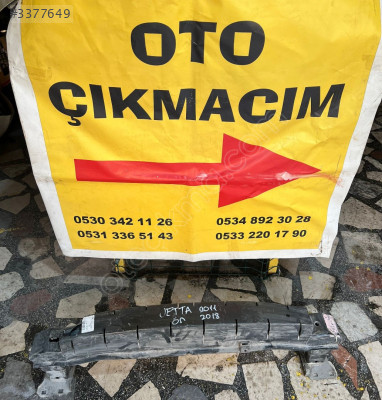 #3377649
OTO
ÇIKMACIM
0530 342 11 26
0534 892 30 28
0531 336 51 43
0533 220 17 90
JETTA 2011
ÖN 2018